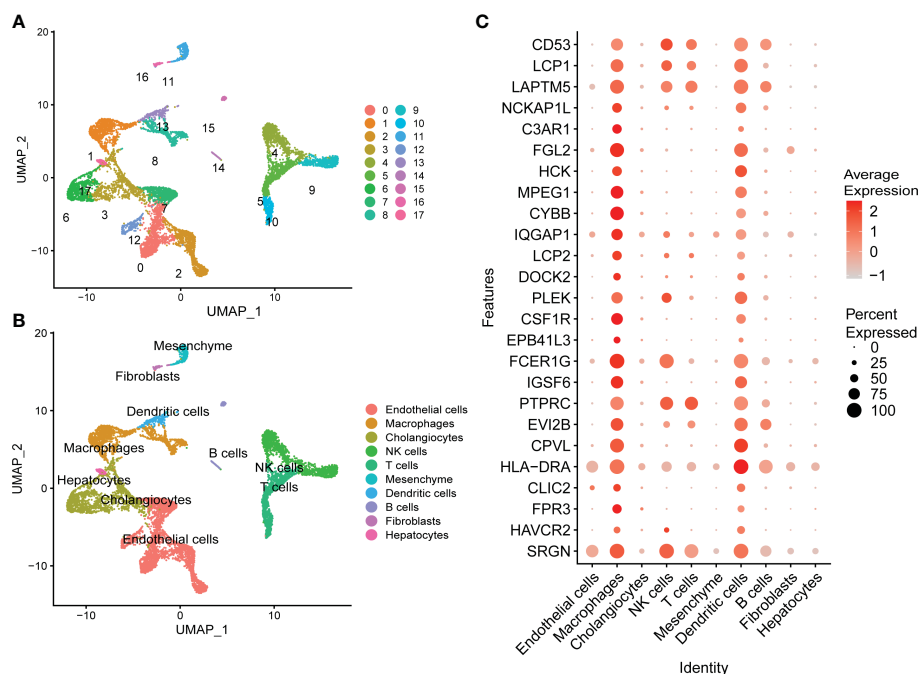 A
20
10
0
−10
UMAP_2
−10
0
10
UMAP_1
16
11
13
15
1
8
14
4
17
9
6
3
7
5
10
12
0
2
0
1
2
3
4
5
6
7
8
9
10
11
12
13
14
15
16
17
B
20
10
0
−10
UMAP_2
−10
0
10
UMAP_1
Mesenchyme
Fibroblasts
Dendritic cells
Macrophages
B cells
Hepatocytes
NK cells
Cholangiocytes
T cells
Endothelial cells
Endothelial cells
Macrophages
Cholangiocytes
NK cells
T cells
Mesenchyme
Dendritic cells
B cells
Fibroblasts
Hepatocytes
C
Features
CD53
LCP1
LAPTM5
NCKAP1L
C3AR1
FGL2
HCK
MPEG1
CYBB
IQGAP1
LCP2
DOCK2
PLEK
CSF1R
EPB41L3
FCER1G
IGSF6
PTPRC
EVI2B
CPVL
HLA−DRA
CLIC2
FPR3
HAVCR2
SRGN
Endothelial cells
Macrophages
Cholangiocytes
NK cells
T cells
Mesenchyme
Dendritic cells
B cells
Fibroblasts
Hepatocytes
Identity
Average
Expression
2
1
0
−1
Percent
Expressed
0
25
50
75
100